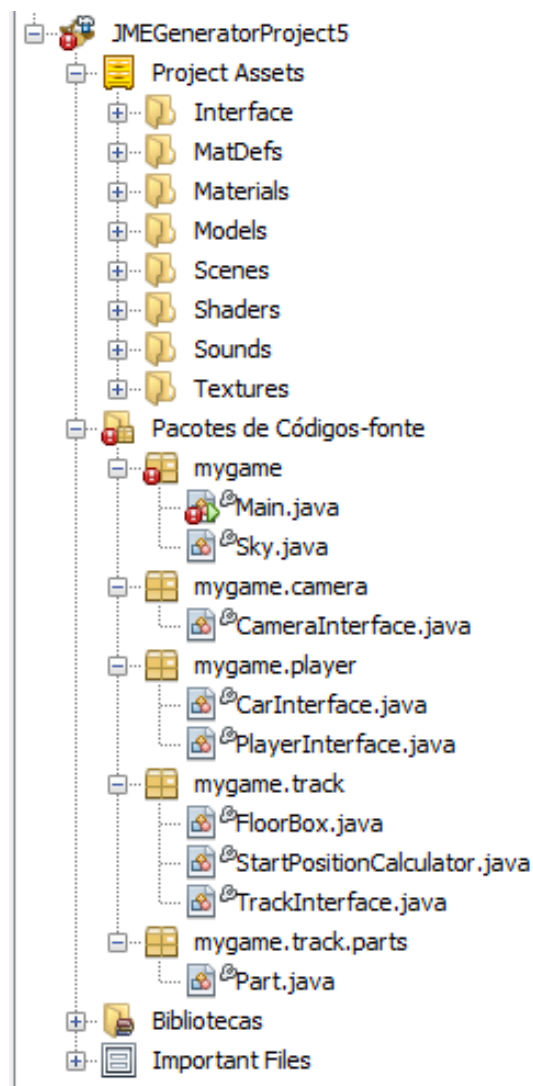 JMEGeneratorProject5
Project Assets
Interface
MatDefs
Materials
Models
Scenes
Shaders
Sounds
Textures
Pacotes de Códigos-fonte
mygame
Main.java
Sky.java
mygame.camera
CameraInterface.java
mygame.player
CarInterface.java
PlayerInterface.java
mygame.track
FloorBox.java
StartPositionCalculator.java
TrackInterface.java
mygame.track.parts
Part.java
Bibliotecas
Important Files